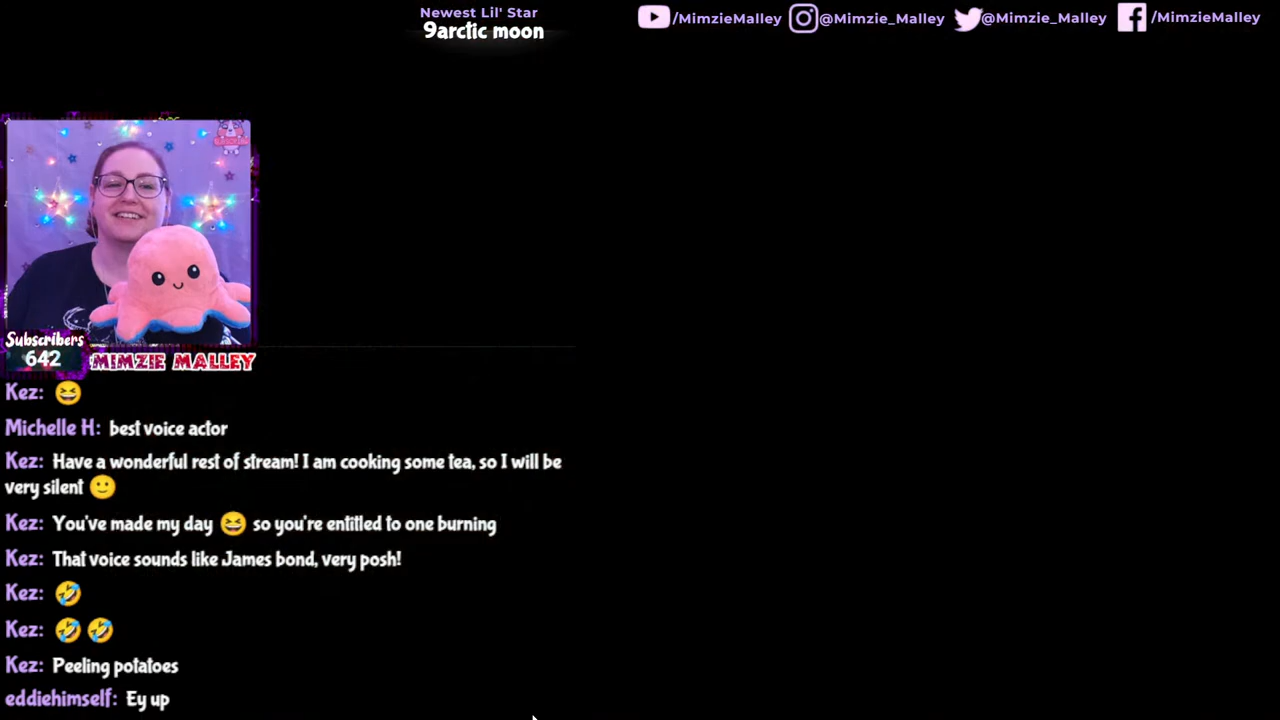 Newest Lil' Star
9arctic moon
/MimzieMalley @Mimzie_Malley @Mimzie_Malley /MimzieMalley
Subscribers
642
MIMZIE MALLEY
Kez: 😆
Michelle H: best voice actor
Kez: Have a wonderful rest of stream! I am cooking some tea, so I will be
very silent 🙂
Kez: You've made my day 😆 so you're entitled to one burning
Kez: That voice sounds like James bond, very posh!
Kez: 🤣
Kez: 🤣 🤣
Kez: Peeling potatoes
eddiehimself: Ey up